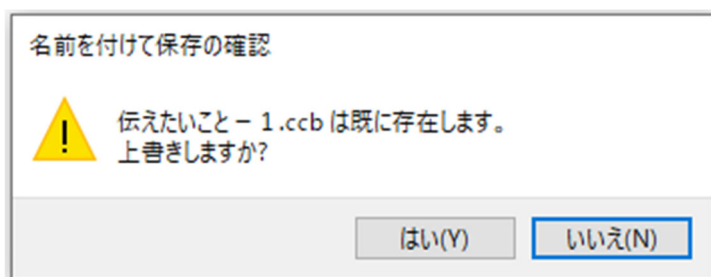 名前を付けて保存の確認
!
伝えたいこと－１.ccb は既に存在します。
上書きしますか?
はい(Y)
いいえ(N)